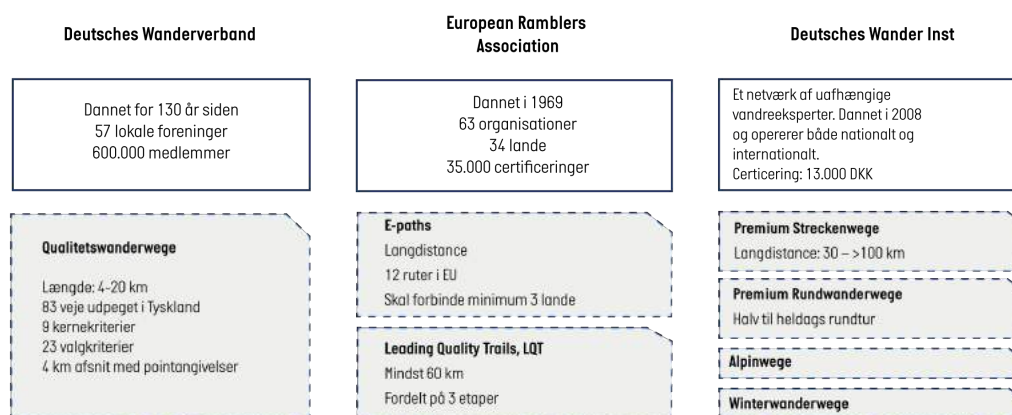 Deutsches Wanderverband
Dannet for 130 år siden
57 lokale foreninger
600.000 medlemmer
Qualitetswanderwege
Længde: 4-20 km
83 veje udpeget i Tyskland
9 kernekriterier
23 valgkriterier
4 km afsnit med pointangivelser
European Ramblers
Association
Dannet i 1969
63 organisationer
34 lande
35.000 certificeringer
E-paths
Langdistance
12 ruter i EU
Skal forbinde minimum 3 lande
Leading Quality Trails, LQT
Mindst 60 km
Fordelt på 3 etaper
Deutsches Wander Inst
Et netværk af uafhængige
vandreeksperter. Dannet i 2008
og opererer både nationalt og
internationalt.
Certicering: 13.000 DKK
Premium Streckenwege
Langdistance: 30 – >100 km
Premium Rundwanderwege
Halv til heldags rundtur
Alpinwege
Winterwanderwege